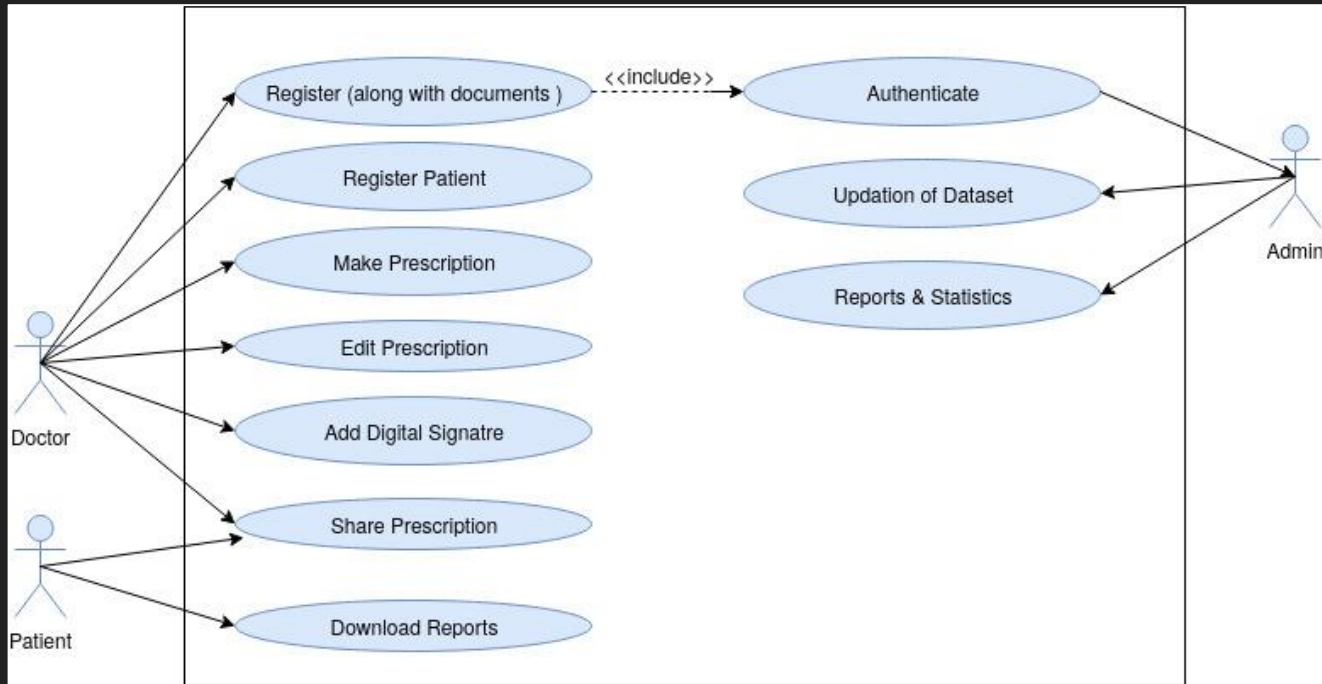 Register (along with documents )
<<include>>
Authenticate
Register Patient
Updation of Dataset
Make Prescription
Admin
Reports & Statistics
Edit Prescription
Doctor
Add Digital Signatre
Share Prescription
Patient
Download Reports